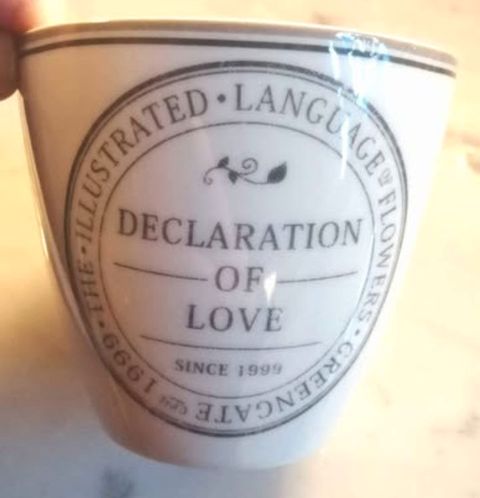 THE · ILLUSTRATED · LANGUAGE OF FLOWERS · GREENGATE 1999 ·
DECLARATION
OF
LOVE
SINCE 1999